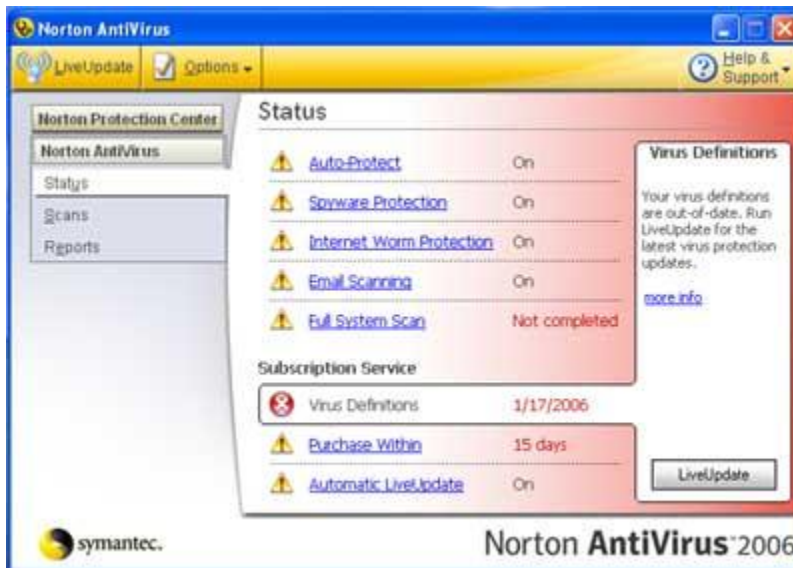 Norton AntiVirus
LiveUpdate
Options
Help & Support
Norton Protection Center
Norton AntiVirus
Status
Scans
Reports
Status
Auto-Protect On
Spyware Protection On
Internet Worm Protection On
Email Scanning On
Full System Scan Not completed
Subscription Service
Virus Definitions 1/17/2006
Purchase Within 15 days
Automatic LiveUpdate On
Virus Definitions
Your virus definitions
are out-of-date. Run
LiveUpdate for the
latest virus protection
updates.
more info
LiveUpdate
symantec.
Norton AntiVirus 2006